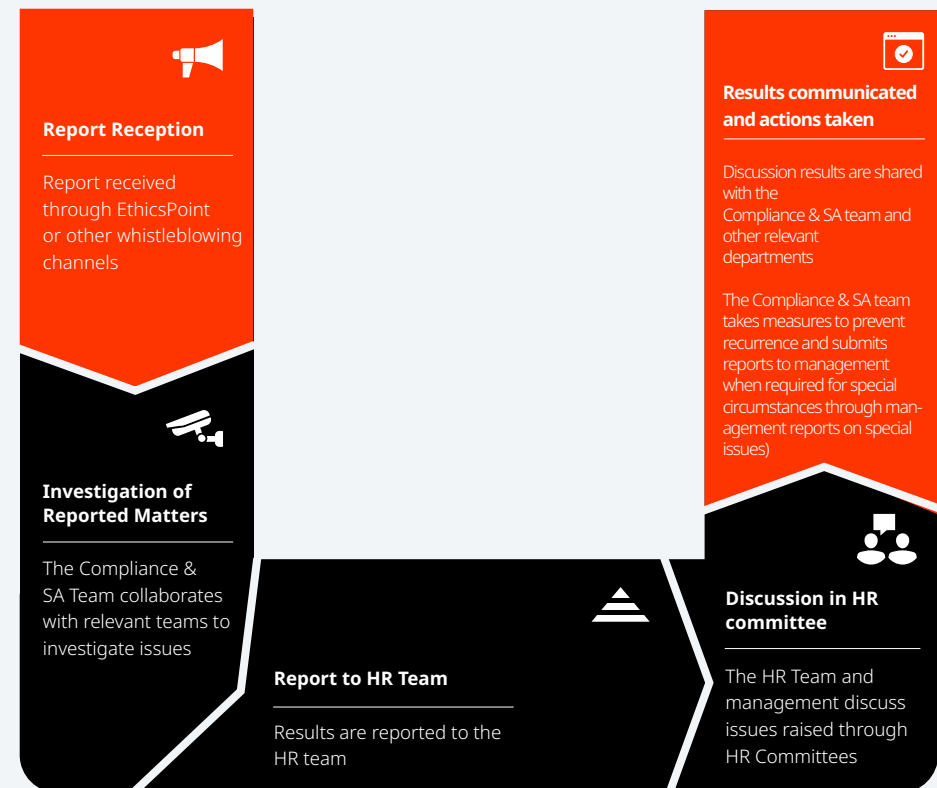 Report Reception
Report received
through EthicsPoint
or other whistleblowing
channels
Investigation of
Reported Matters
The Compliance &
SA Team collaborates
with relevant teams to
investigate issues
Report to HR Team
Results are reported to the
HR team
Discussion in HR
committee
The HR Team and
management discuss
issues raised through
HR Committees
Results communicated
and actions taken
Discussion results are shared
with the
Compliance & SA team and
other relevant
departments
The Compliance & SA team
takes measures to prevent
recurrence and submits
reports to management
when required for special
circumstances through man-
agement reports on special
issues)